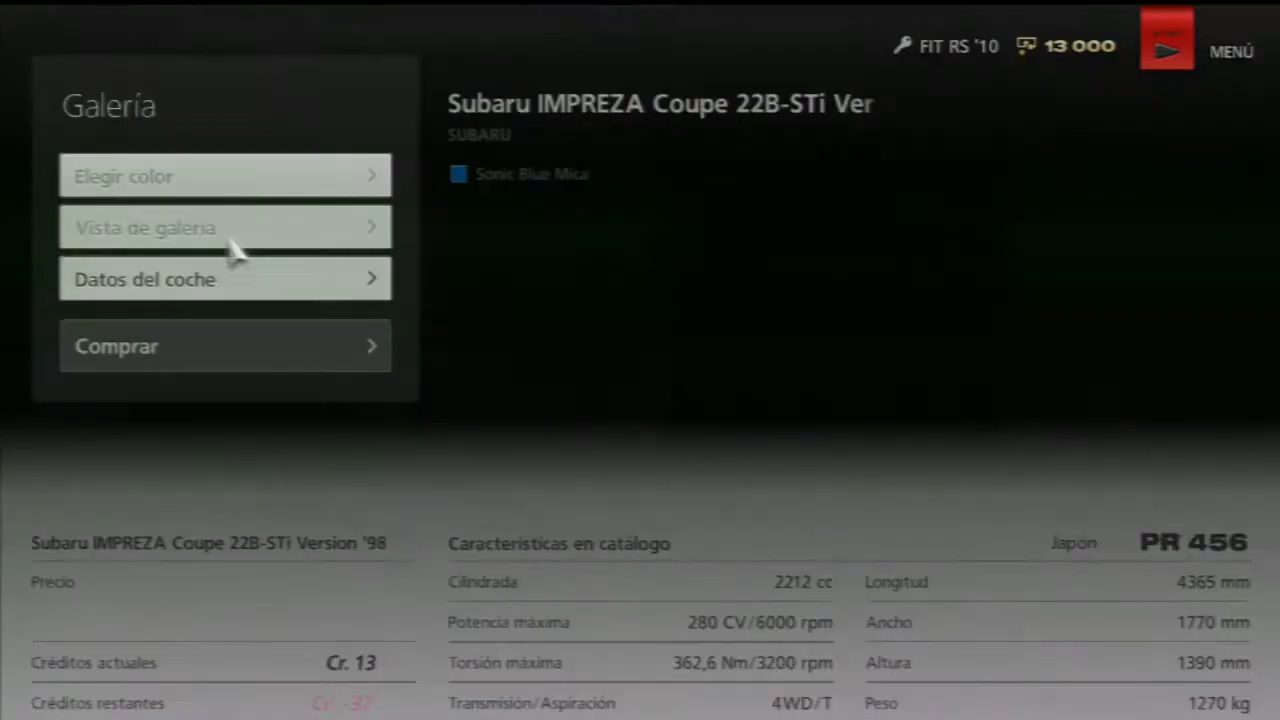 FIT RS '10
13 000
MENÚ
Galería
Elegir color
Vista de galería
Datos del coche
Comprar
Subaru IMPREZA Coupe 22B-STi Ver
SUBARU
Sonic Blue Mica
Subaru IMPREZA Coupe 22B-STi Version '98
Precio
Créditos actuales Cr. 13
Créditos restantes Cr. -37
Características en catálogo
Japón PR 456
Cilindrada 2212 cc
Potencia máxima 280 CV/6000 rpm
Torsión máxima 362,6 Nm/3200 rpm
Transmisión/Aspiración 4WD/T
Longitud 4365 mm
Ancho 1770 mm
Altura 1390 mm
Peso 1270 kg